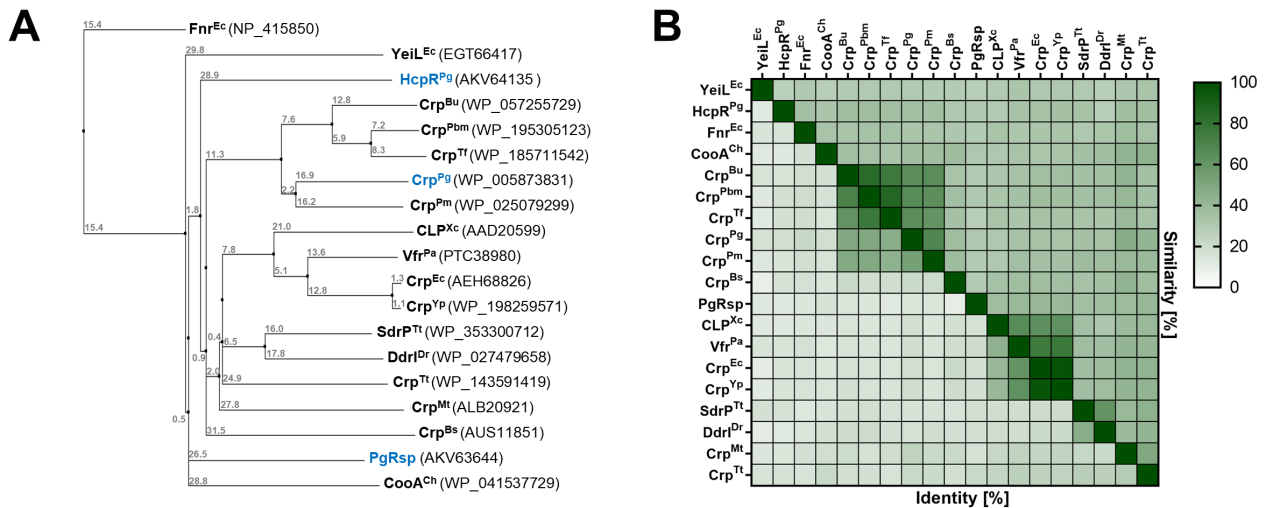 A
15.4
Fnr^Ec (NP_415850)
29.8
YeiL^Ec (EGT66417)
28.9
HcpR^Pg (AKV64135)
12.8
Crp^Bu (WP_057255729)
7.6
7.2
Crp^Pbm (WP_195305123)
5.9
8.3
Crp^Tf (WP_185711542)
11.3
16.9
Crp^Pg (WP_005873831)
2.2
16.2
Crp^Pm (WP_025079299)
1.8
15.4
21.0
CLP^Xc (AAD20599)
7.8
13.6
Vfr^Pa (PTC38980)
5.1
1.3
Crp^Ec (AEH68826)
12.8
1.1
Crp^Yp (WP_198259571)
16.0
SdrP^Tt (WP_353300712)
0.4
6.5
17.8
DdrI^Dr (WP_027479658)
0.9
2.0
24.9
Crp^Tt (WP_143591419)
27.8
Crp^Mt (ALB20921)
0.5
31.5
Crp^Bs (AUS11851)
26.5
PgRsp (AKV63644)
28.8
CooA^Ch (WP_041537729)
B
YeiL^Ec
HcpR^Pg
Fnr^Ec
CooA^Ch
Crp^Bu
Crp^Pbm
Crp^Tf
Crp^Pg
Crp^Pm
Crp^Bs
PgRsp
CLP^Xc
Vfr^Pa
Crp^Ec
Crp^Yp
SdrP^Tt
DdrI^Dr
Crp^Mt
Crp^Tt
YeiL^Ec
HcpR^Pg
Fnr^Ec
CooA^Ch
Crp^Bu
Crp^Pbm
Crp^Tf
Crp^Pg
Crp^Pm
Crp^Bs
PgRsp
CLP^Xc
Vfr^Pa
Crp^Ec
Crp^Yp
SdrP^Tt
DdrI^Dr
Crp^Mt
Crp^Tt
Identity [%]
Similarity [%]
100
80
60
40
20
0